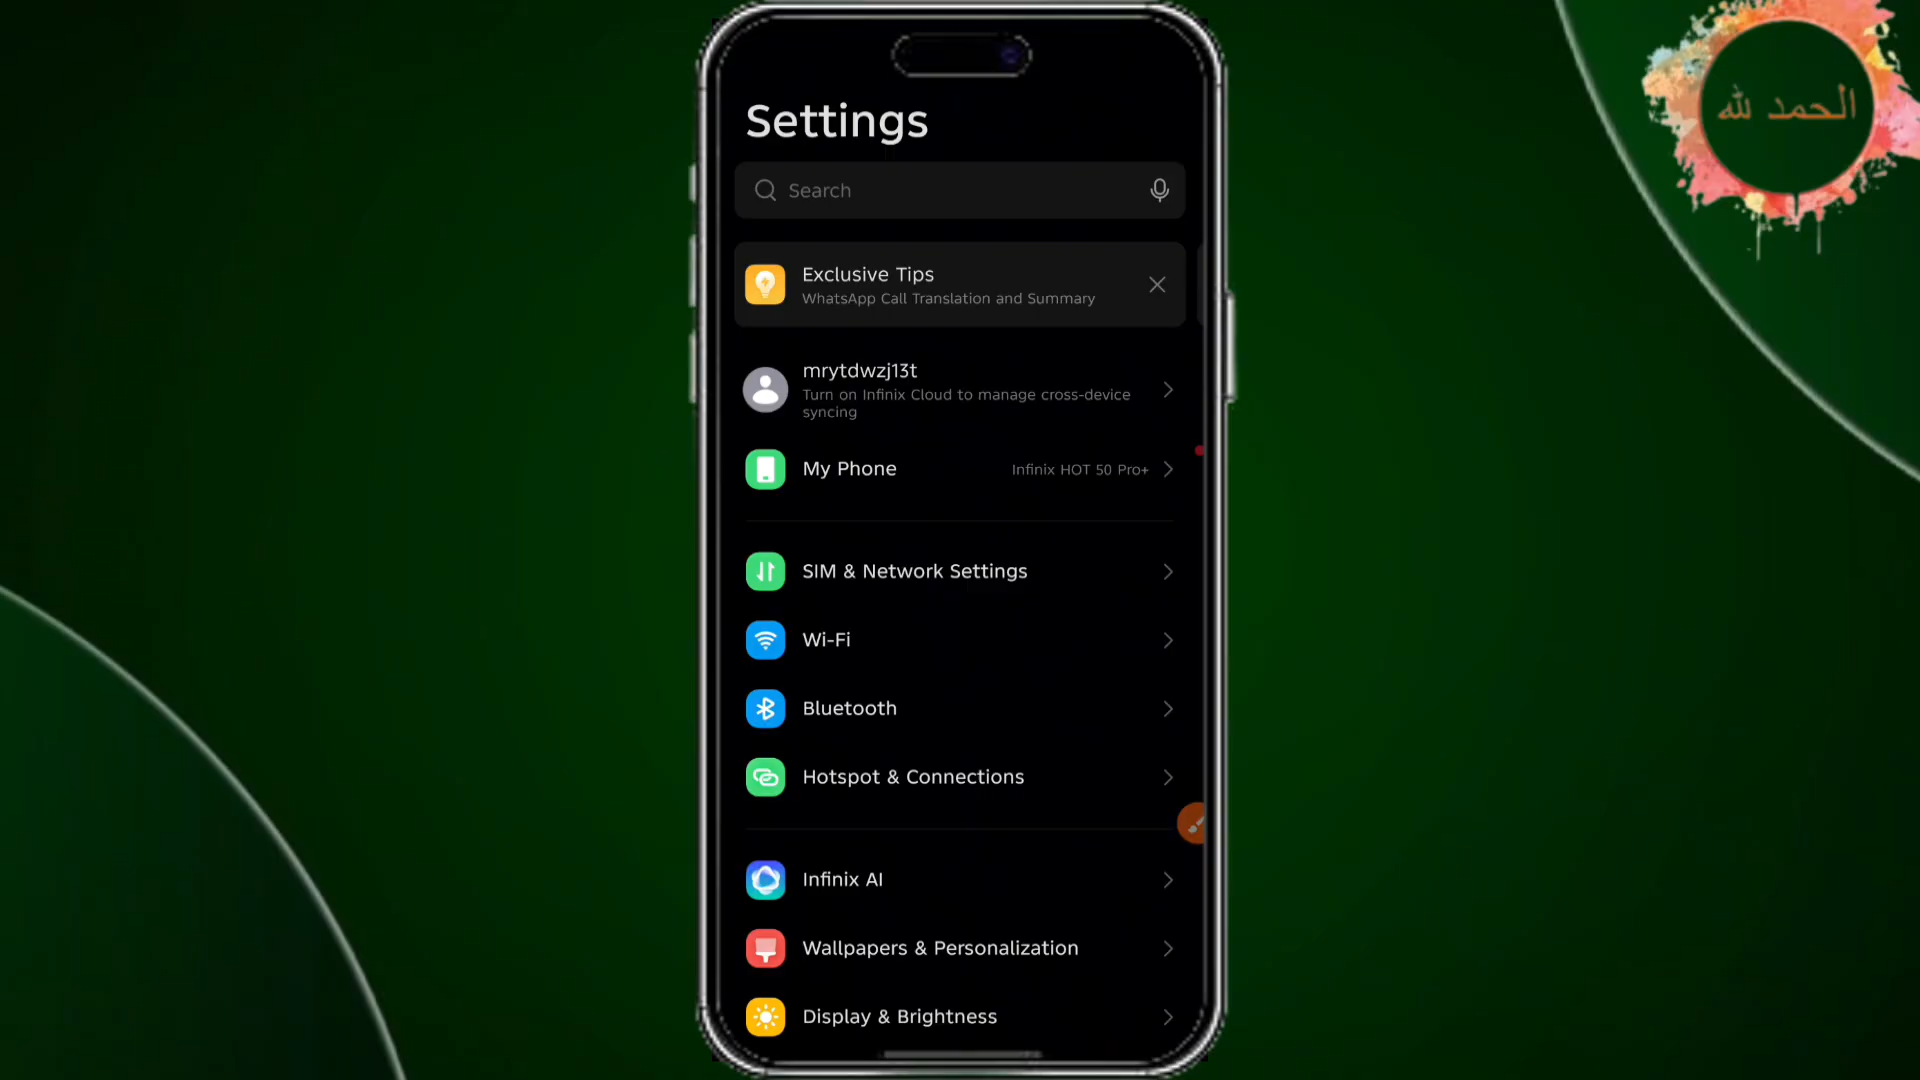 الحمد لله
Settings
Search
Exclusive Tips
WhatsApp Call Translation and Summary
mrytdwzj13t
Turn on Infinix Cloud to manage cross-device
syncing
My Phone
Infinix HOT 50 Pro+
SIM & Network Settings
Wi-Fi
Bluetooth
Hotspot & Connections
Infinix AI
Wallpapers & Personalization
Display & Brightness